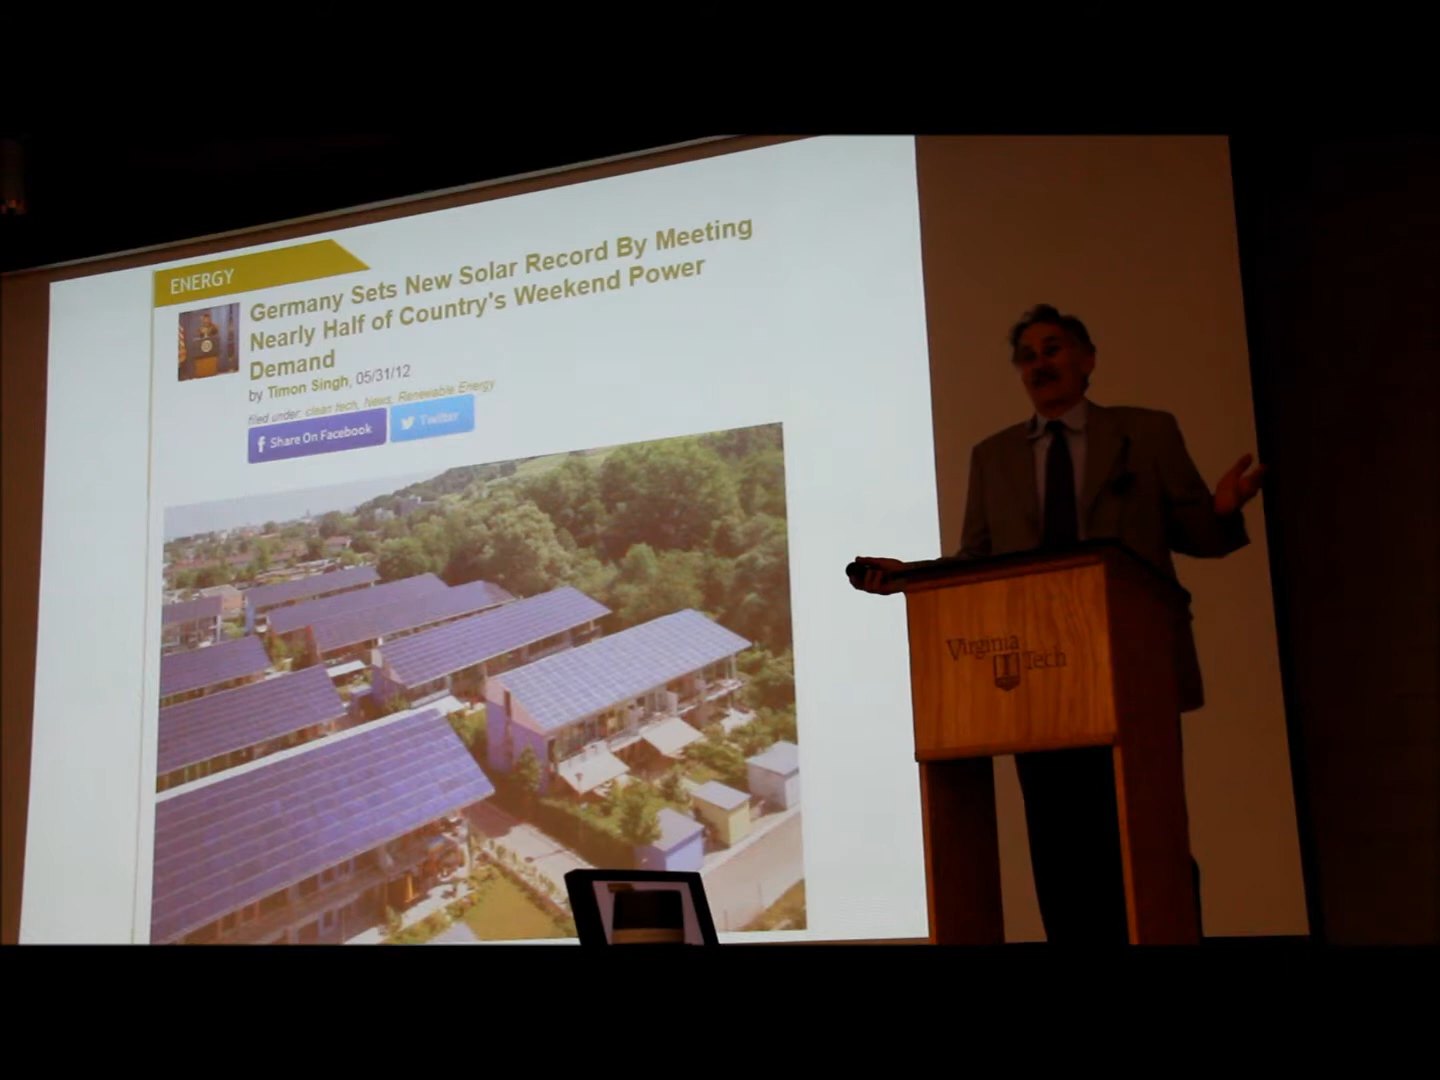 ENERGY
Germany Sets New Solar Record By Meeting
Nearly Half of Country's Weekend Power
Demand
by Timon Singh, 05/31/12
filed under: clean tech, News, Renewable Energy
f Share On Facebook
Twitter
Virginia
Tech